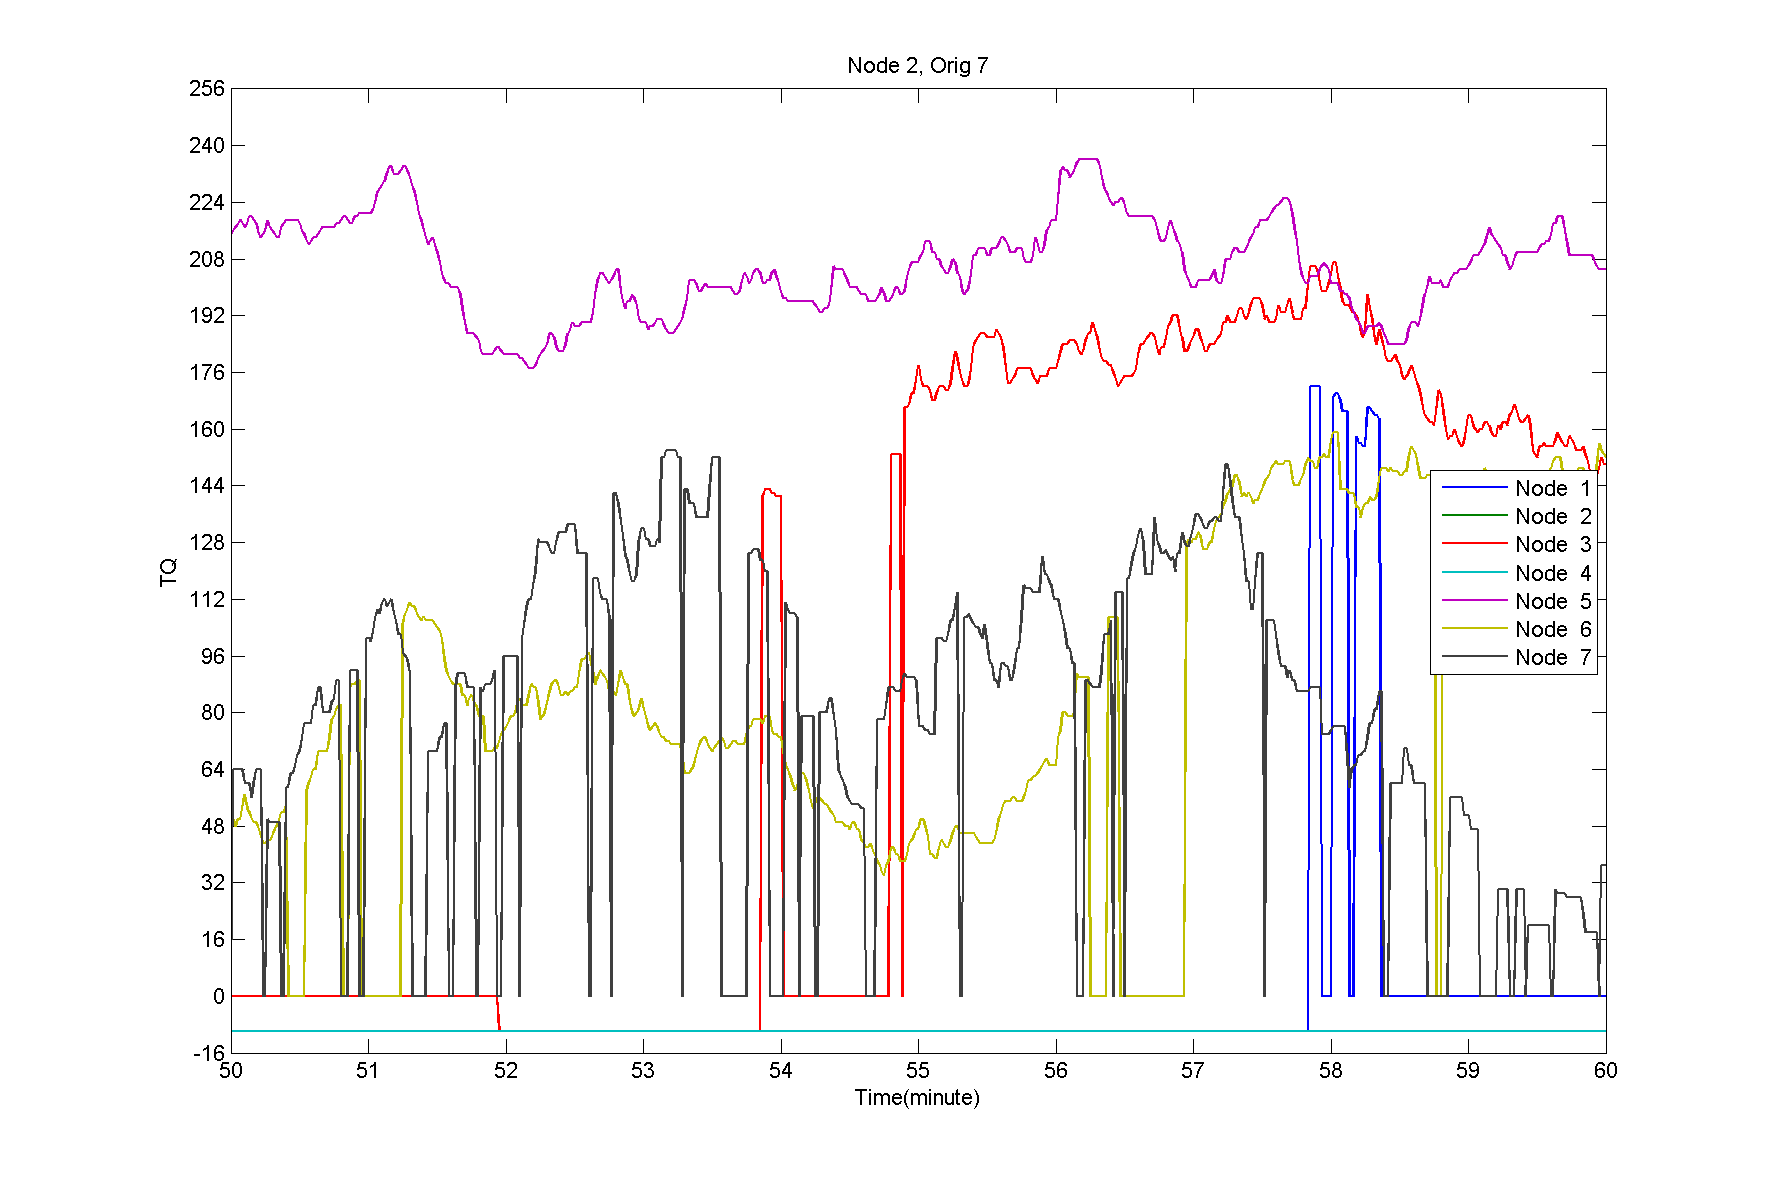 Node 2, Orig 7
256
240
224
208
192
176
160
144
128
112
96
80
64
48
32
16
0
-16
TQ
Node 1
Node 2
Node 3
Node 4
Node 5
Node 6
Node 7
50 51 52 53 54 55 56 57 58 59 60
Time(minute)